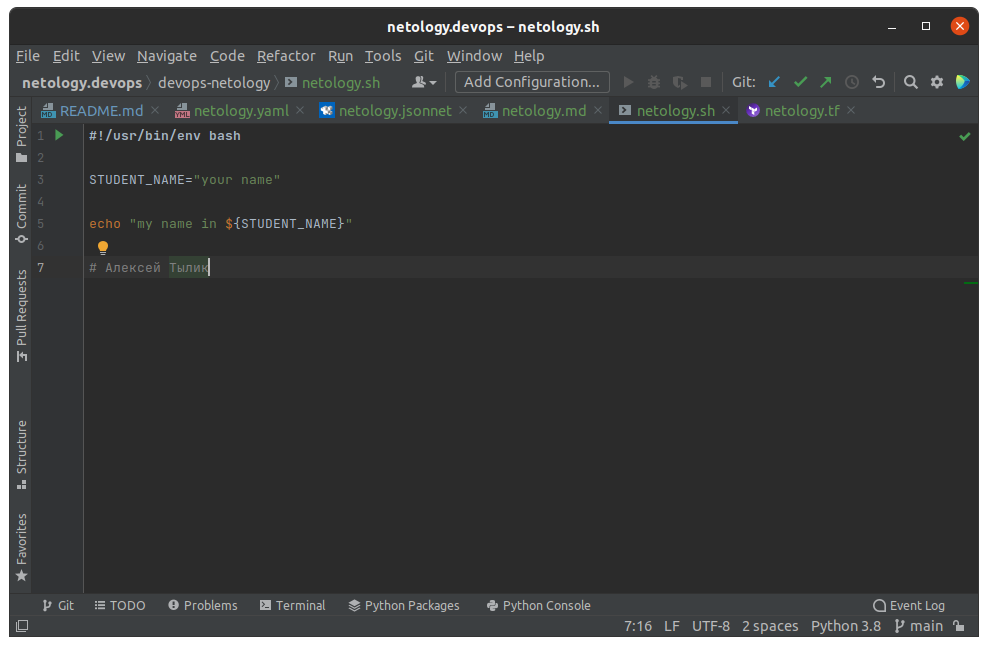 netology.devops – netology.sh
File Edit View Navigate Code Refactor Run Tools Git Window Help
netology.devops devops-netology netology.sh Add Configuration... Git:
README.md netology.yaml netology.jsonnet netology.md netology.sh netology.tf
Project
Commit
Pull Requests
Structure
Favorites
1 #!/usr/bin/env bash
2
3 STUDENT_NAME="your name"
4
5 echo "my name in ${STUDENT_NAME}"
6
7 # Алексей Тылик
Git TODO Problems Terminal Python Packages Python Console Event Log
7:16 LF UTF-8 2 spaces Python 3.8 main